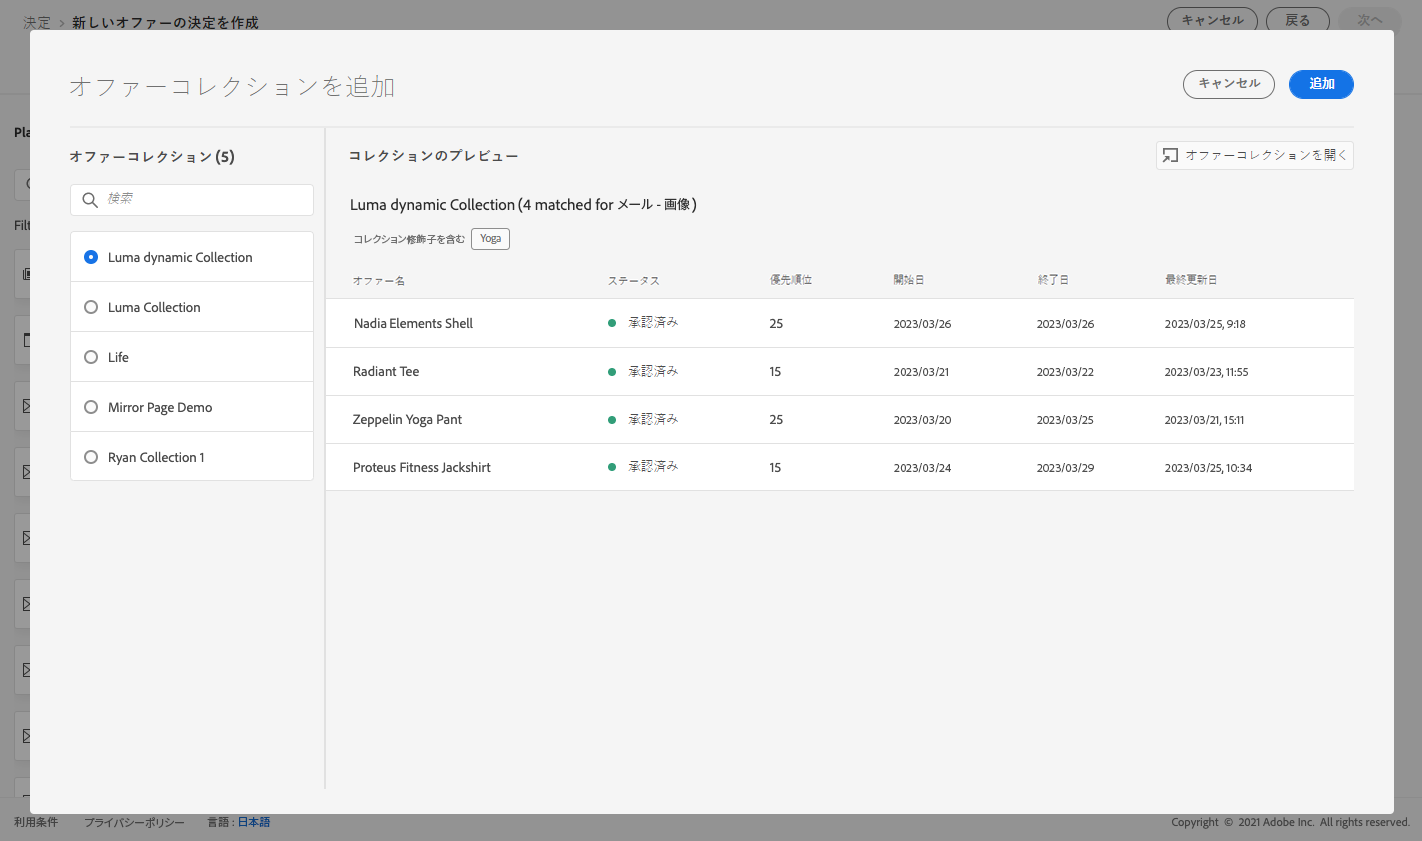 決定 > 新しいオファーの決定を作成
キャンセル 戻る 次へ
オファーコレクションを追加
キャンセル 追加
オファーコレクション (5)
検索
Luma dynamic Collection
Luma Collection
Life
Mirror Page Demo
Ryan Collection 1
コレクションのプレビュー
オファーコレクションを開く
Luma dynamic Collection (4 matched for メール - 画像)
コレクション修飾子を含む Yoga
オファー名 ステータス 優先順位 開始日 終了日 最終更新日
Nadia Elements Shell 承認済み 25 2023/03/26 2023/03/26 2023/03/25, 9:18
Radiant Tee 承認済み 15 2023/03/21 2023/03/22 2023/03/23, 11:55
Zeppelin Yoga Pant 承認済み 25 2023/03/20 2023/03/25 2023/03/21, 15:11
Proteus Fitness Jackshirt 承認済み 15 2023/03/24 2023/03/29 2023/03/25, 10:34
利用条件 プライバシーポリシー 言語 : 日本語
Copyright © 2021 Adobe Inc. All rights reserved.